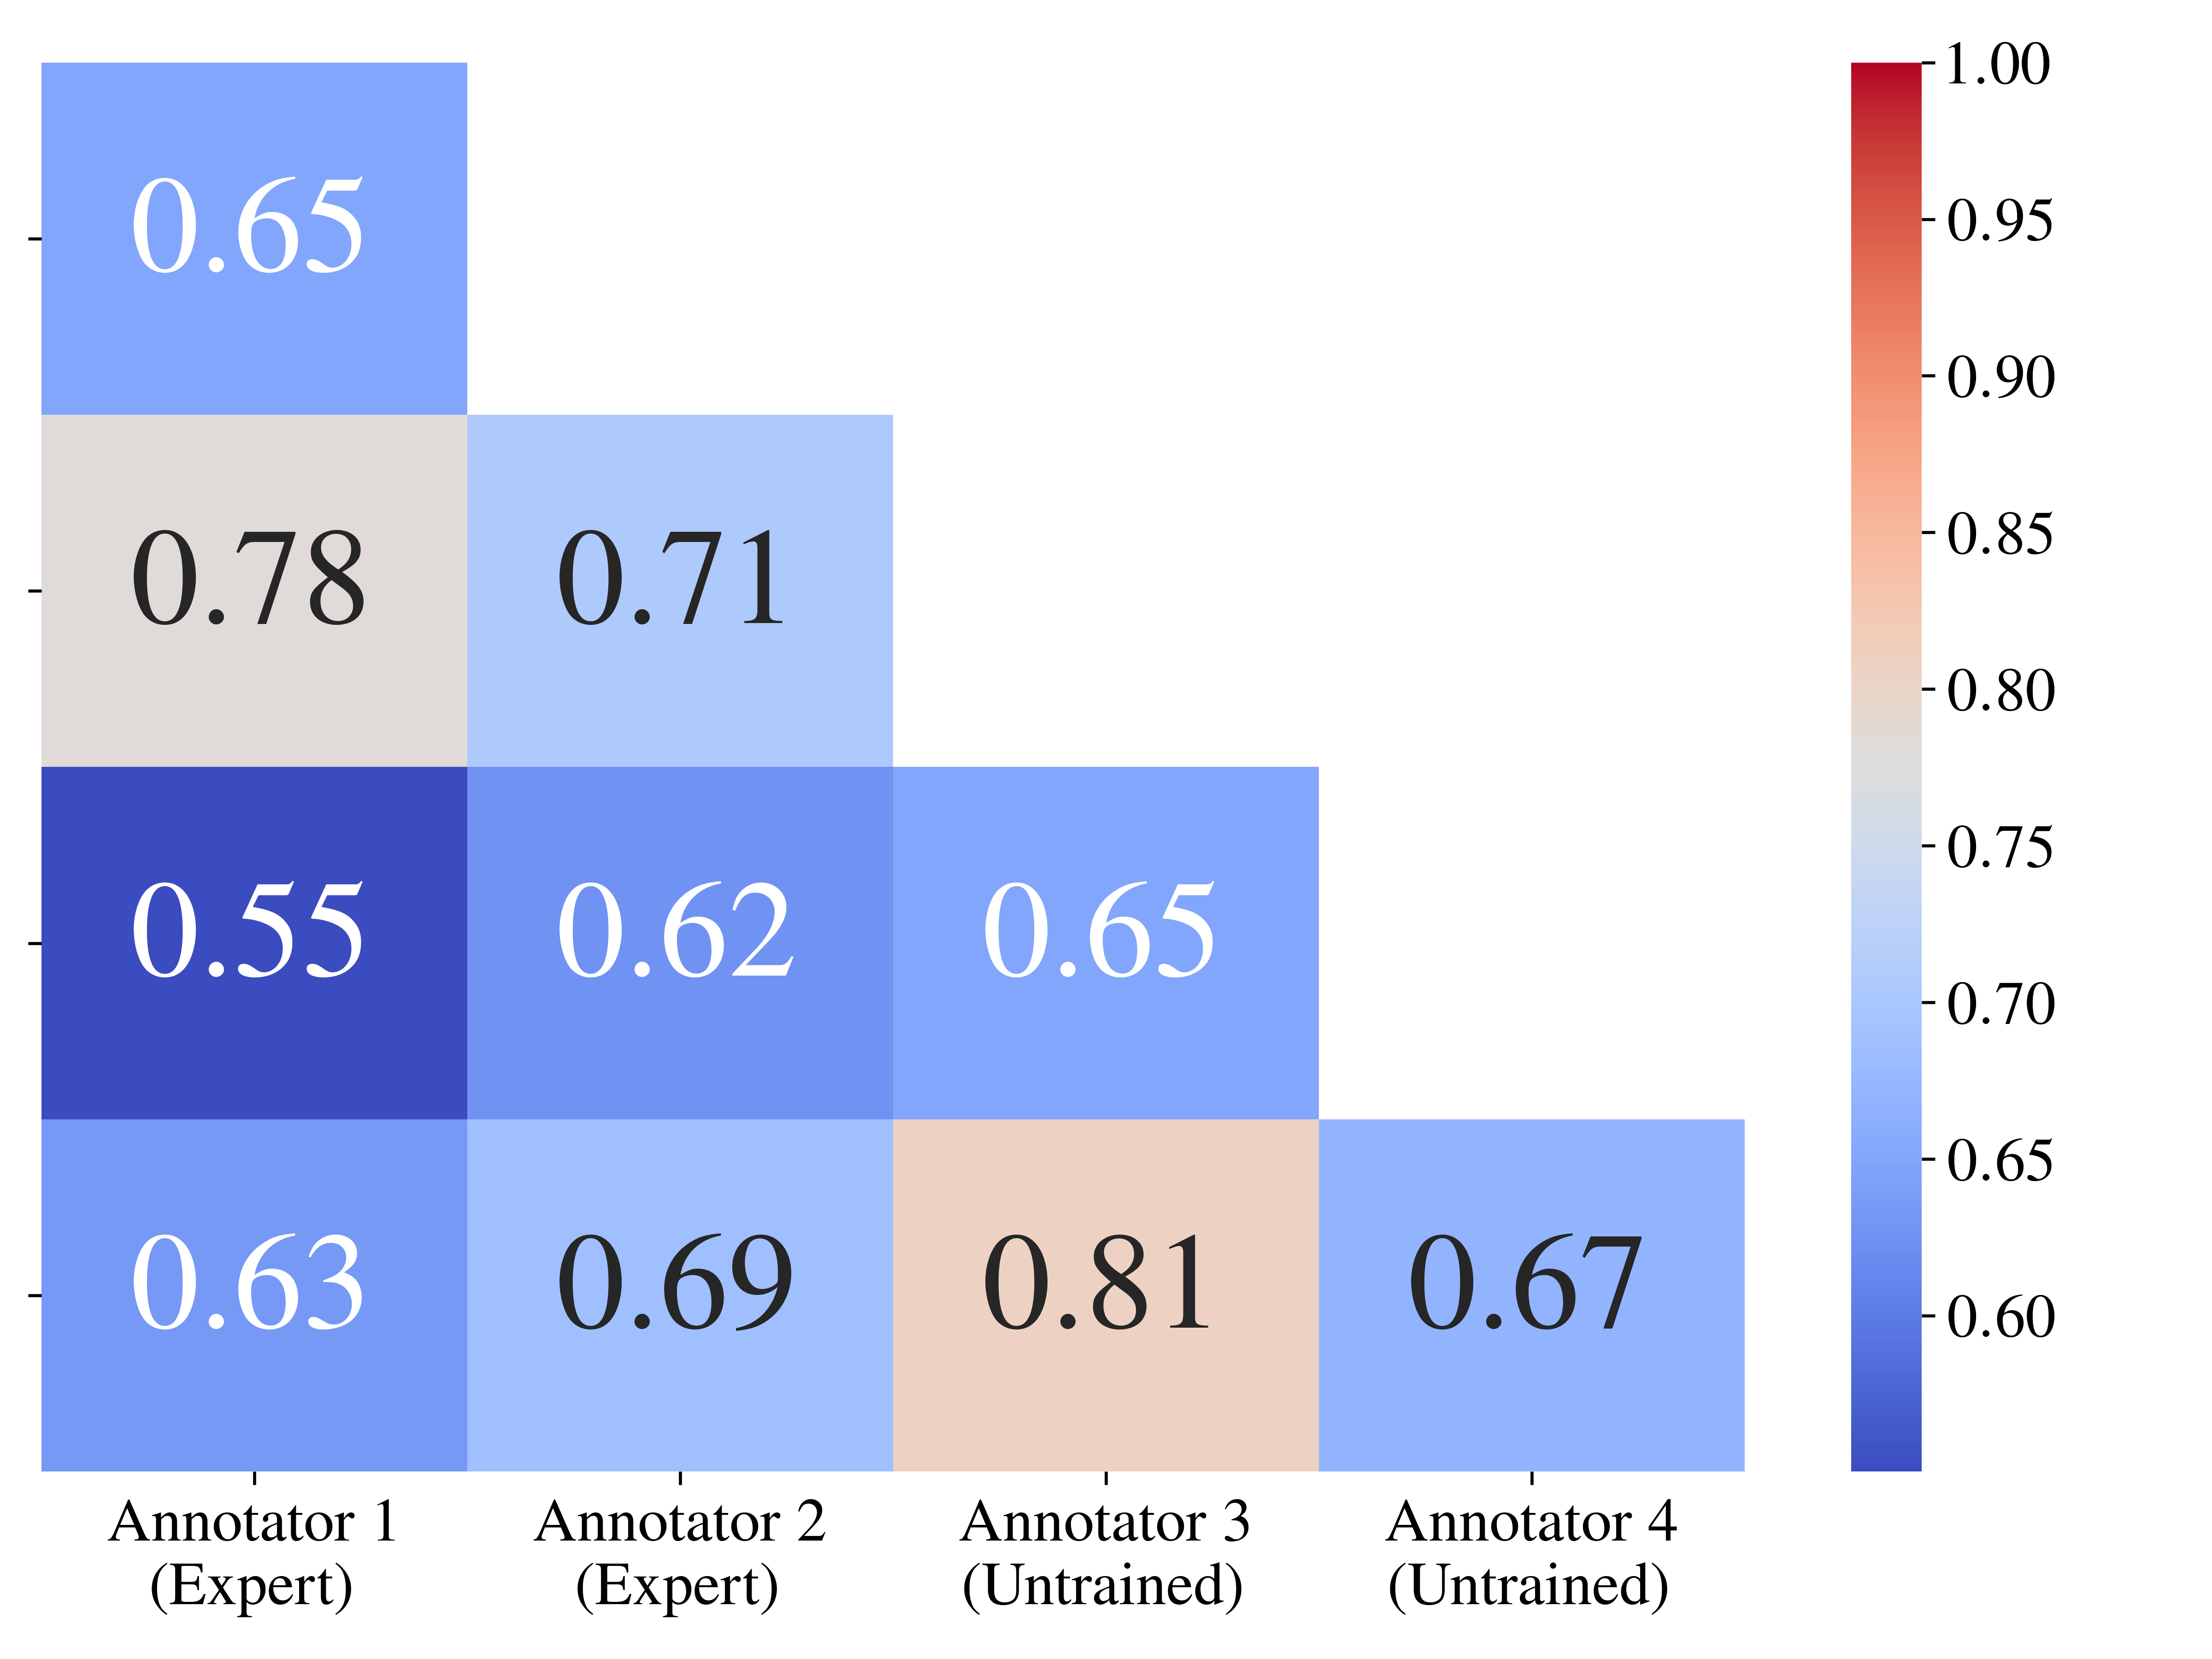 0.65
0.78 0.71
0.55 0.62 0.65
0.63 0.69 0.81 0.67
Annotator 1
(Expert)
Annotator 2
(Expert)
Annotator 3
(Untrained)
Annotator 4
(Untrained)
1.00
0.95
0.90
0.85
0.80
0.75
0.70
0.65
0.60